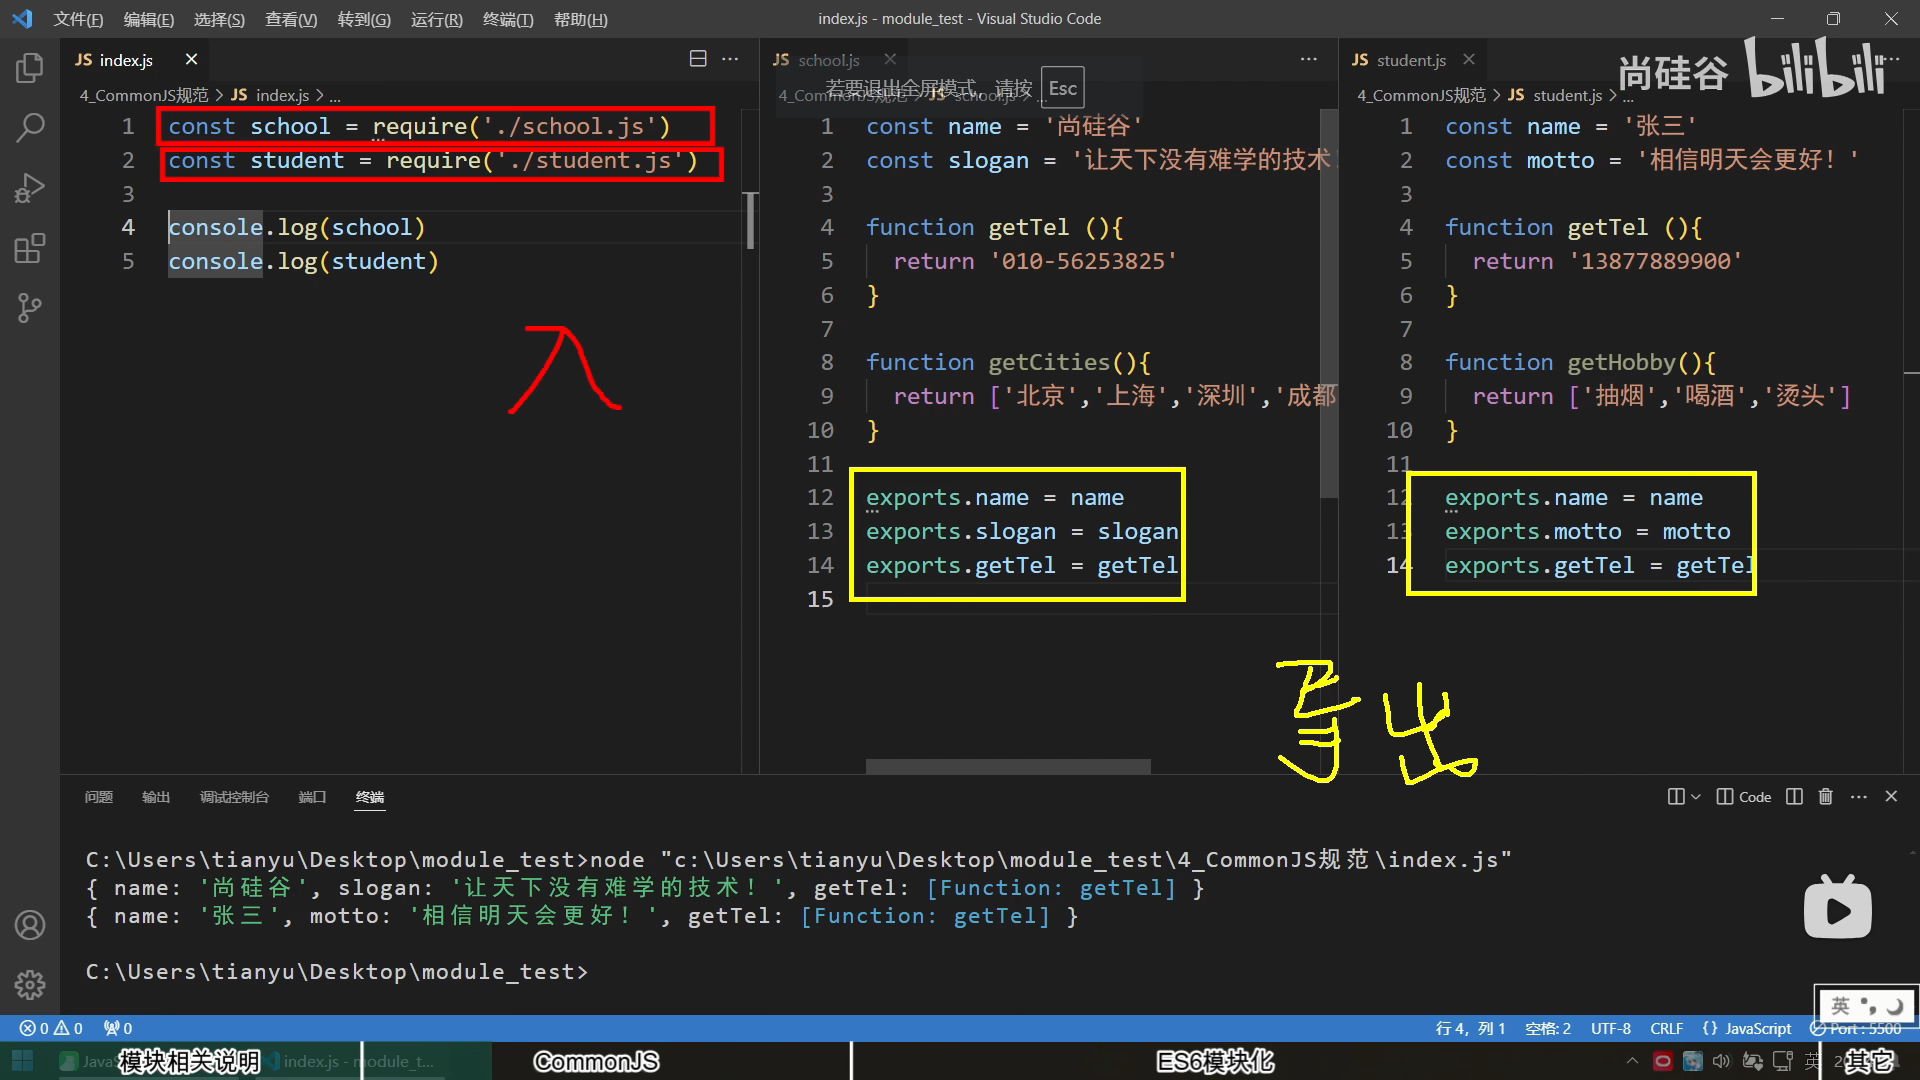 文件(F) 编辑(E) 选择(S) 查看(V) 转到(G) 运行(R) 终端(T) 帮助(H)
index.js - module_test - Visual Studio Code
JS index.js
4_CommonJS规范 > JS index.js > ...
1 const school = require('./school.js')
2 const student = require('./student.js')
3
4 console.log(school)
5 console.log(student)
入
JS school.js
若要退出全屏模式，请按 Esc
4_CommonJS规范 > JS school.js > ...
1 const name = '尚硅谷'
2 const slogan = '让天下没有难学的技术
3
4 function getTel (){
5 return '010-56253825'
6 }
7
8 function getCities(){
9 return ['北京','上海','深圳','成都
10 }
11
12 exports.name = name
13 exports.slogan = slogan
14 exports.getTel = getTel
15
JS student.js
尚硅谷 bilibili
4_CommonJS规范 > JS student.js > ...
1 const name = '张三'
2 const motto = '相信明天会更好！'
3
4 function getTel (){
5 return '13877889900'
6 }
7
8 function getHobby(){
9 return ['抽烟','喝酒','烫头']
10 }
11
12 exports.name = name
13 exports.motto = motto
14 exports.getTel = getTel
导出
问题 输出 调试控制台 端口 终端
Code
C:\Users\tianyu\Desktop\module_test>node "c:\Users\tianyu\Desktop\module_test\4_CommonJS规范\index.js"
{ name: '尚硅谷', slogan: '让天下没有难学的技术！', getTel: [Function: getTel] }
{ name: '张三', motto: '相信明天会更好！', getTel: [Function: getTel] }
C:\Users\tianyu\Desktop\module_test>
英
0 0 0
行 4，列 1 空格: 2 UTF-8 CRLF {} JavaScript Port : 5500
模块相关说明 index.js - module_t... CommonJS ES6模块化 英 其它